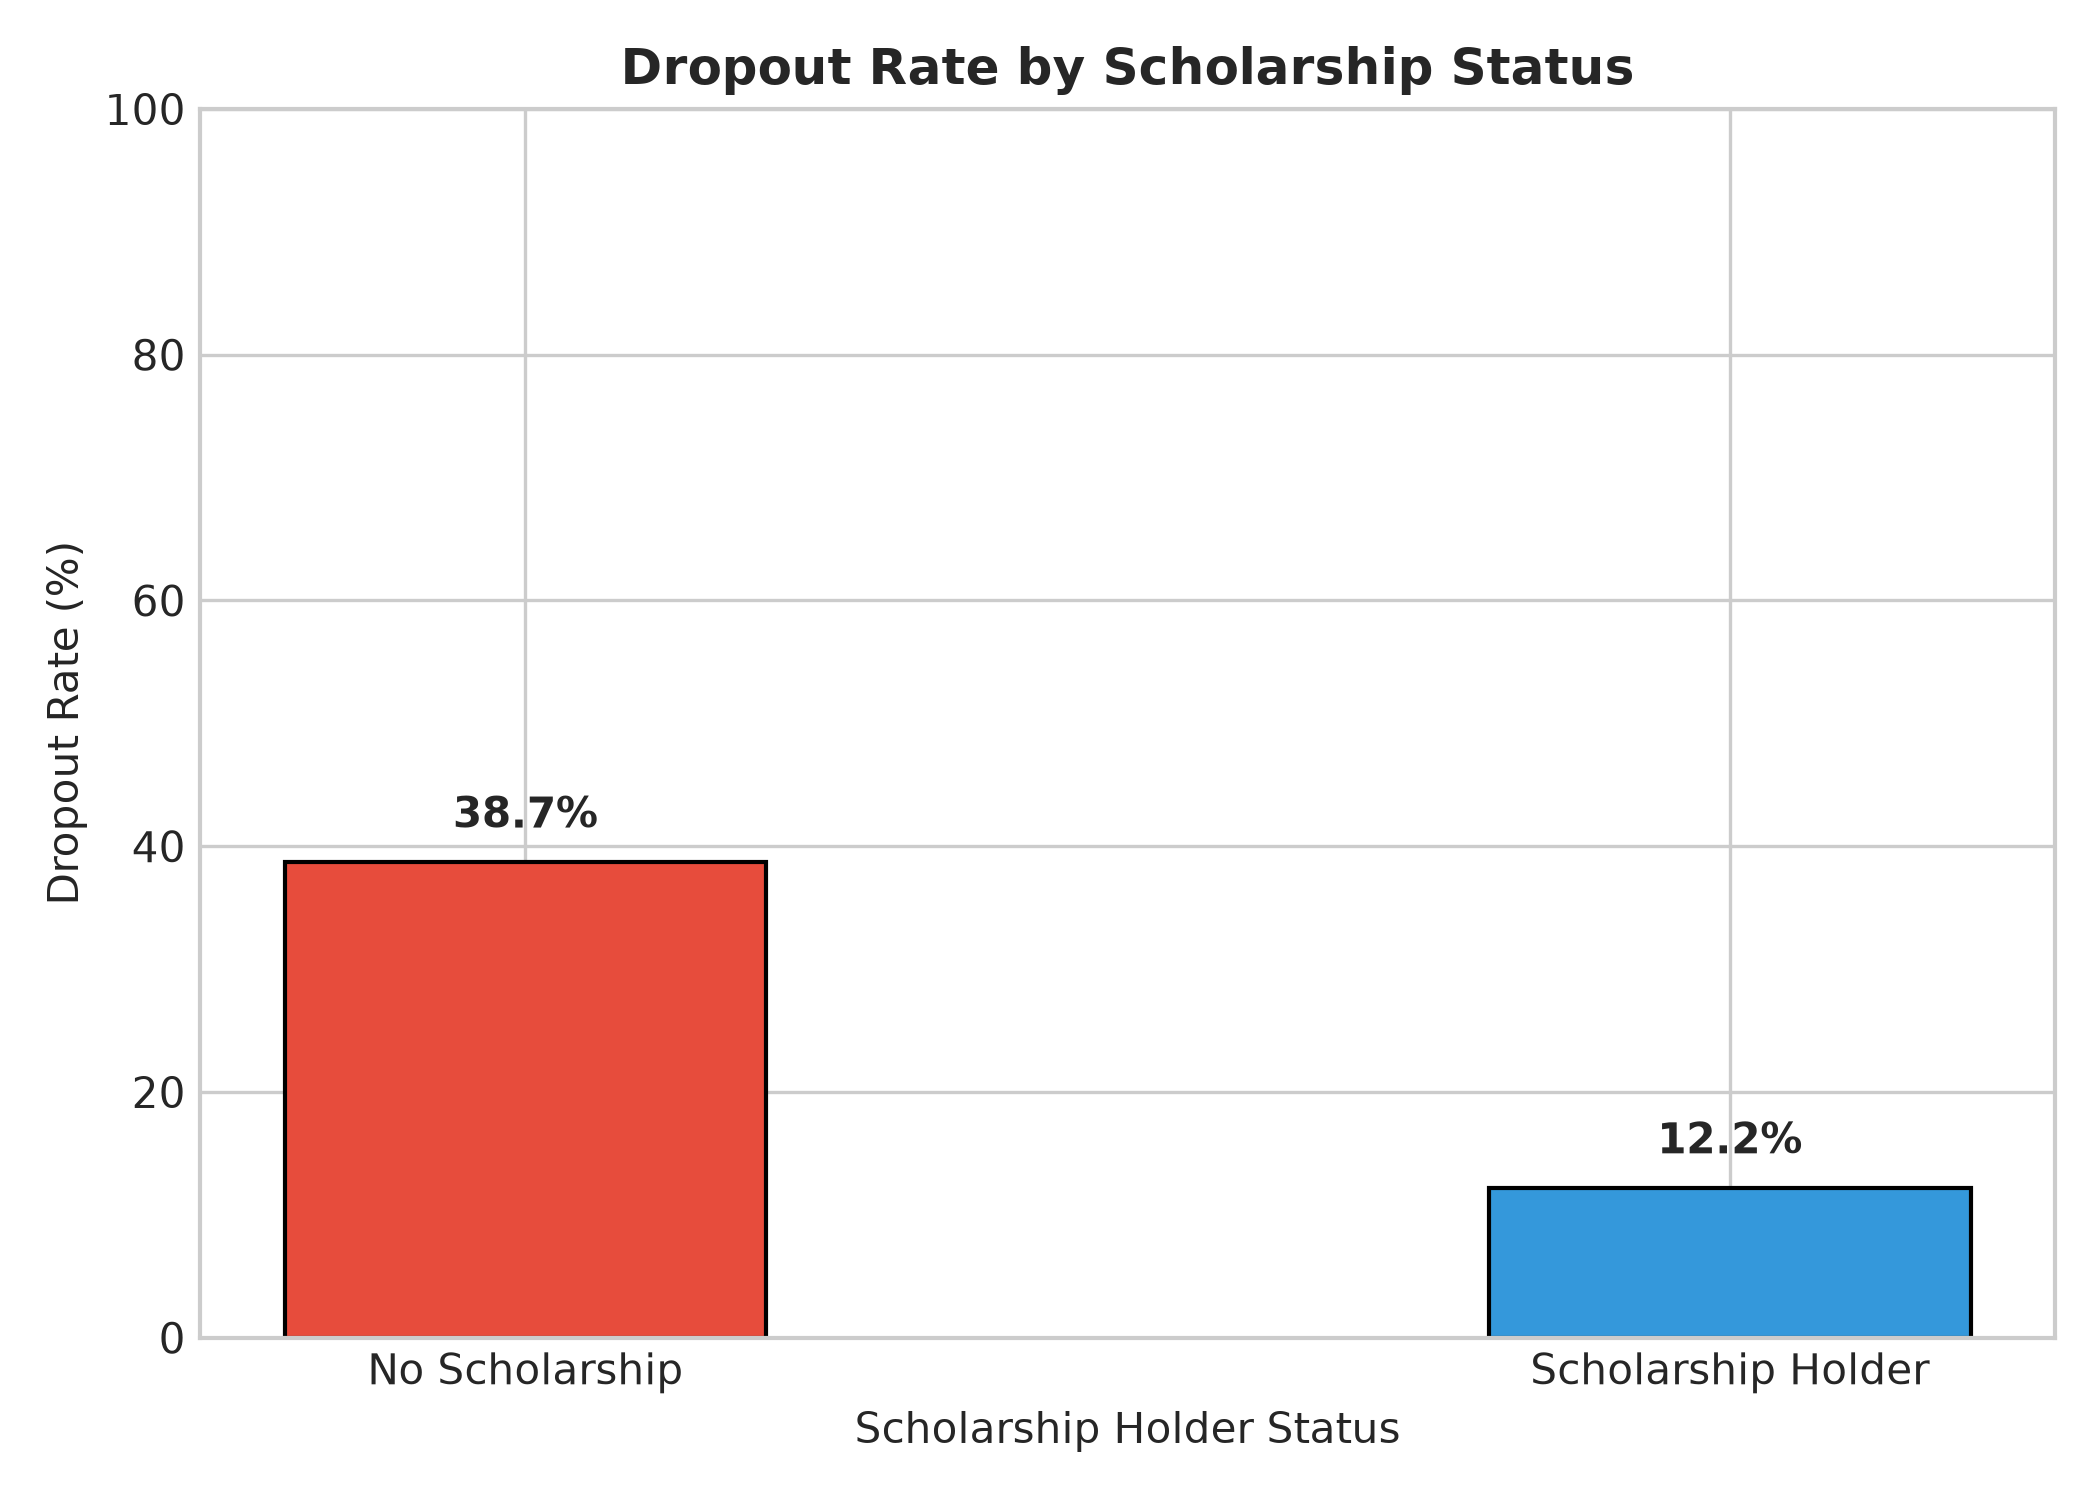 Dropout Rate by Scholarship Status
100
80
60
40
20
0
Dropout Rate (%)
38.7%
12.2%
No Scholarship
Scholarship Holder
Scholarship Holder Status